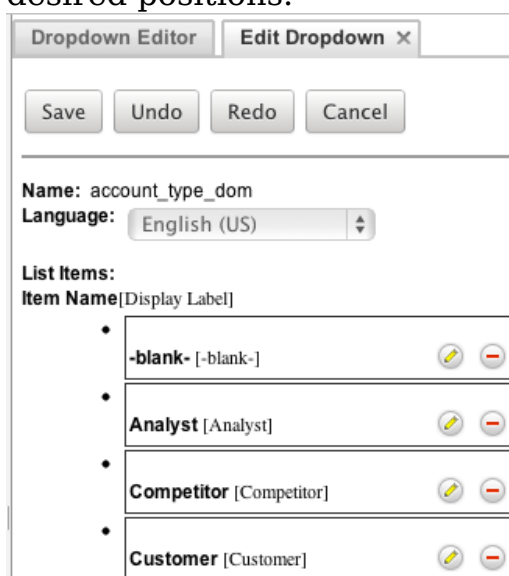 desired positions.
Dropdown Editor Edit Dropdown ×
Save Undo Redo Cancel
Name: account_type_dom
Language: English (US)
List Items:
Item Name[Display Label]
-blank- [-blank-]
Analyst [Analyst]
Competitor [Competitor]
Customer [Customer]